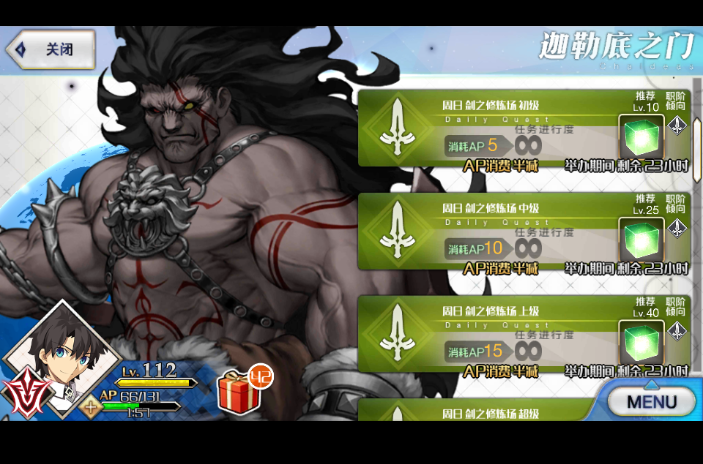 关闭
迦勒底之门
周日 剑之修炼场 初级
Daily Quest
推荐
Lv.10
职阶
倾向
任务进行度
消耗AP 5
AP消费 半减
举办期间 剩余 23小时
周日 剑之修炼场 中级
Daily Quest
推荐
Lv.25
职阶
倾向
任务进行度
消耗AP10
AP消费 半减
举办期间 剩余 23小时
周日 剑之修炼场 上级
Daily Quest
推荐
Lv.40
职阶
倾向
任务进行度
消耗AP15
AP消费 半减
举办期间 剩余 23小时
周日 剑之修炼场 超级
Lv.112
AP 66/131
1:57
42
MENU